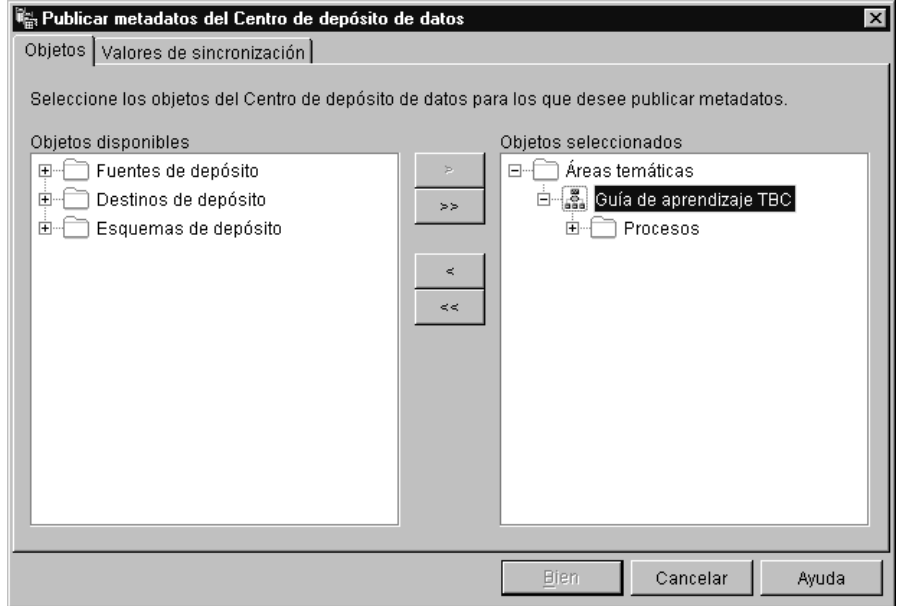 Publicar metadatos del Centro de depósito de datos
Objetos
Valores de sincronización
Seleccione los objetos del Centro de depósito de datos para los que desee publicar metadatos.
Objetos disponibles
Fuentes de depósito
Destinos de depósito
Esquemas de depósito
>
>>
<
<<
Objetos seleccionados
Áreas temáticas
Guía de aprendizaje TBC
Procesos
Bien
Cancelar
Ayuda